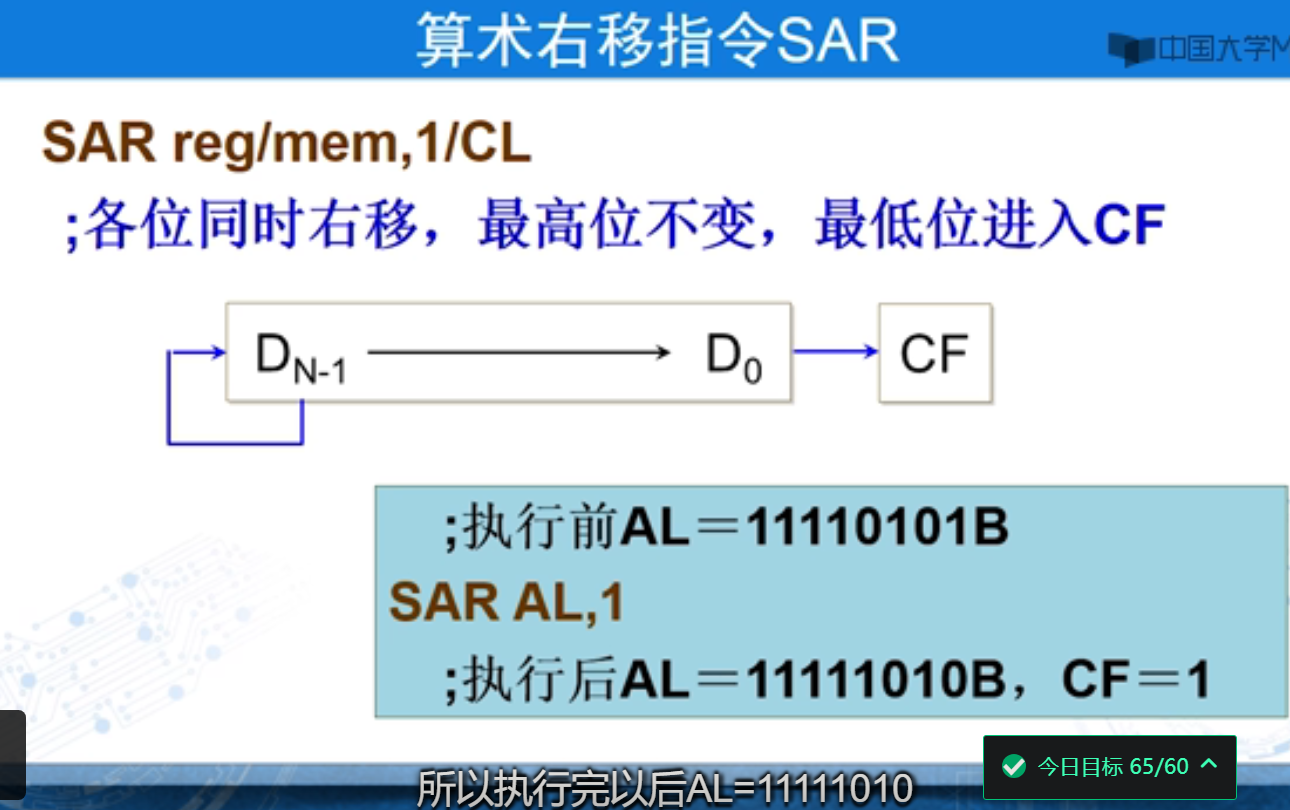 算术右移指令SAR
中国大学M
SAR reg/mem,1/CL
;各位同时右移，最高位不变，最低位进入CF
D_{N-1} D_0 CF
;执行前AL＝11110101B
SAR AL,1
;执行后AL＝11111010B，CF＝1
今日目标 65/60
所以执行完以后AL=11111010